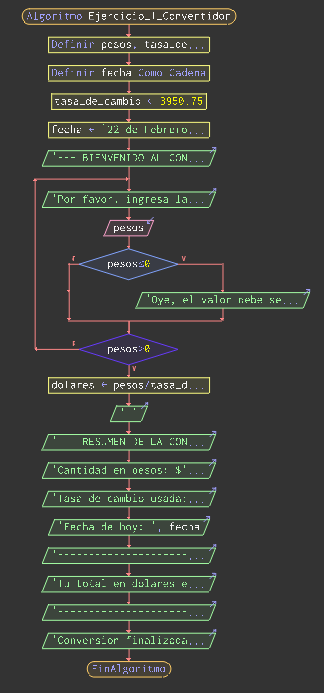 Algoritmo Ejercicio_1_Convertidor
Definir pesos, tasa_de...
Definir fecha Como Cadena
tasa_de_cambio ← 3950.75
fecha ← '22 de Febrero...
'--- BIENVENIDO AL CON...
'Por favor, ingresa la...
pesos
pesos≤0
F V
'Oye, el valor debe se...
pesos>0
F
V
dolares ← pesos/tasa_d...
' '
' RESUMEN DE LA CON...
'Cantidad en pesos: $'...
'Tasa de cambio usada:...
'Fecha de hoy: ', fecha
'----------------------...
'Tu total en dolares e...
'----------------------...
'Conversion finalizada...
FinAlgoritmo